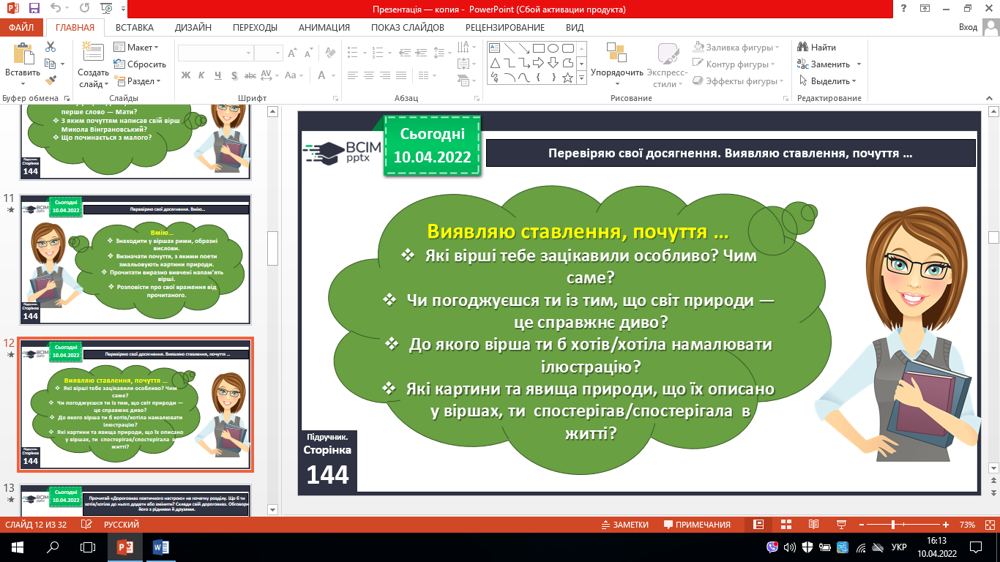 Презентація — копия -  PowerPoint (Сбой активации продукта)
ФАЙЛ ГЛАВНАЯ ВСТАВКА ДИЗАЙН ПЕРЕХОДЫ АНИМАЦИЯ ПОКАЗ СЛАЙДОВ РЕЦЕНЗИРОВАНИЕ ВИД Вход
Вставить
Создать слайд
Макет
Сбросить
Раздел
Ж К Ч S abc AV Aa A
Упорядочить
Экспресс-стили
Заливка фигуры
Контур фигуры
Эффекты фигуры
Найти
Заменить
Выделить
Буфер обмена Слайды Шрифт Абзац Рисование Редактирование
перше слово — Мати?
З яким почуттям написав свій вірш
Микола Вінграновський?
Що починається з малого?
Підручник.
Сторінка
144
11
Сьогодні
10.04.2022
BCIM
pptx
Перевіряю свої досягнення. Вмію...
Вмію...
Знаходити у віршах рими, образні
вислови.
Визначати почуття, з якими поети
змальовують картини природи.
Прочитати виразно вивчені напам'ять
вірші.
Розповісти про свої враження від
прочитаного.
Підручник.
Сторінка
144
12
Сьогодні
10.04.2022
BCIM
pptx
Перевіряю свої досягнення. Виявляю ставлення, почуття ...
Виявляю ставлення, почуття ...
Які вірші тебе зацікавили особливо? Чим
саме?
Чи погоджуєшся ти із тим, що світ природи —
це справжнє диво?
До якого вірша ти б хотів/хотіла намалювати
ілюстрацію?
Які картини та явища природи, що їх описано
у віршах, ти  спостерігав/спостерігала  в
житті?
Підручник.
Сторінка
144
13
Сьогодні
10.04.2022
Прочитай «Дороговказ поетичного настрою» на початку розділу. Що б ти
хотів/хотіла до нього додати або змінити? Склади свій дороговказ. Обговори
його з рідними й друзями.
BCIM
pptx
Сьогодні
10.04.2022
Перевіряю свої досягнення. Виявляю ставлення, почуття ...
Виявляю ставлення, почуття ...
Які вірші тебе зацікавили особливо? Чим
саме?
Чи погоджуєшся ти із тим, що світ природи —
це справжнє диво?
До якого вірша ти б хотів/хотіла намалювати
ілюстрацію?
Які картини та явища природи, що їх описано
у віршах, ти  спостерігав/спостерігала  в
житті?
Підручник.
Сторінка
144
СЛАЙД 12 ИЗ 32 РУССКИЙ ЗАМЕТКИ ПРИМЕЧАНИЯ 73%
УКР
16:13
10.04.2022